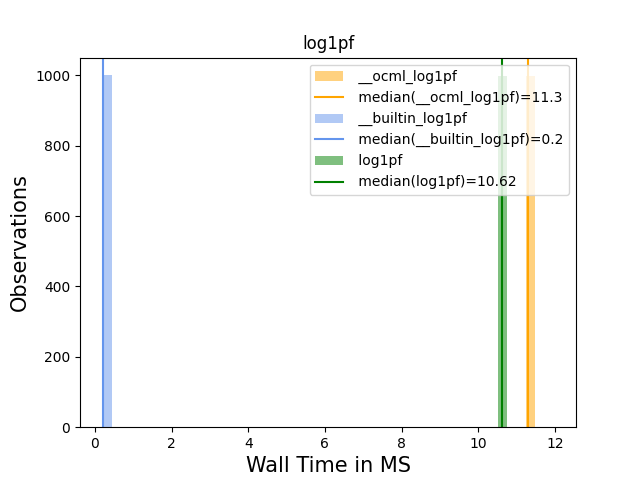 log1pf
__ocml_log1pf
median(__ocml_log1pf)=11.3
__builtin_log1pf
median(__builtin_log1pf)=0.2
log1pf
median(log1pf)=10.62
Observations
1000
800
600
400
200
0
0 2 4 6 8 10 12
Wall Time in MS